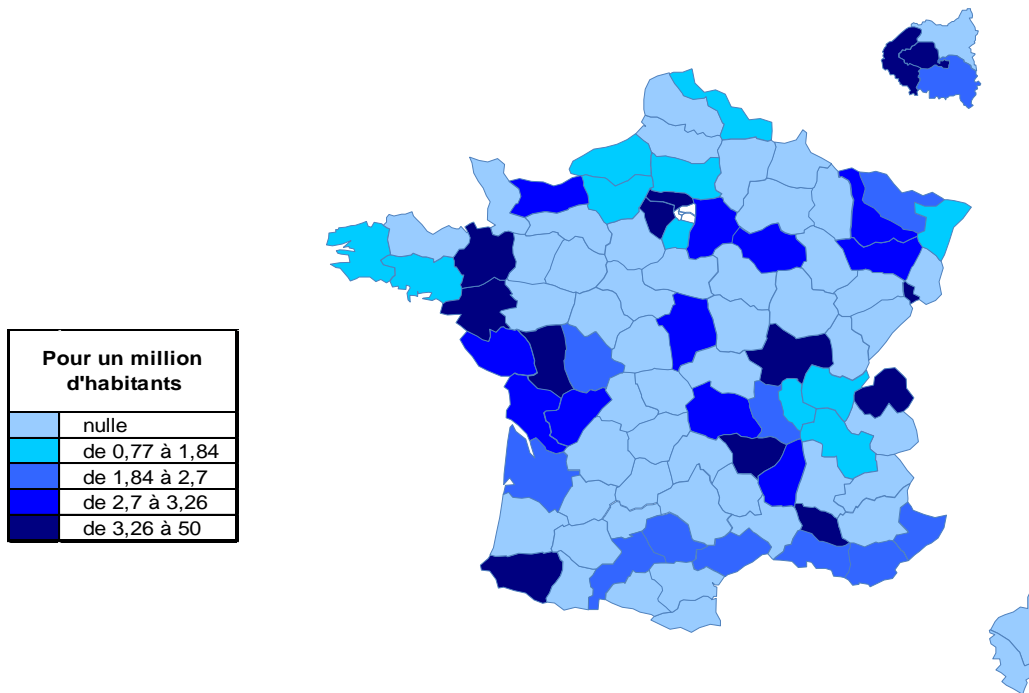 Pour un million
d'habitants
nulle
de 0,77 à 1,84
de 1,84 à 2,7
de 2,7 à 3,26
de 3,26 à 50